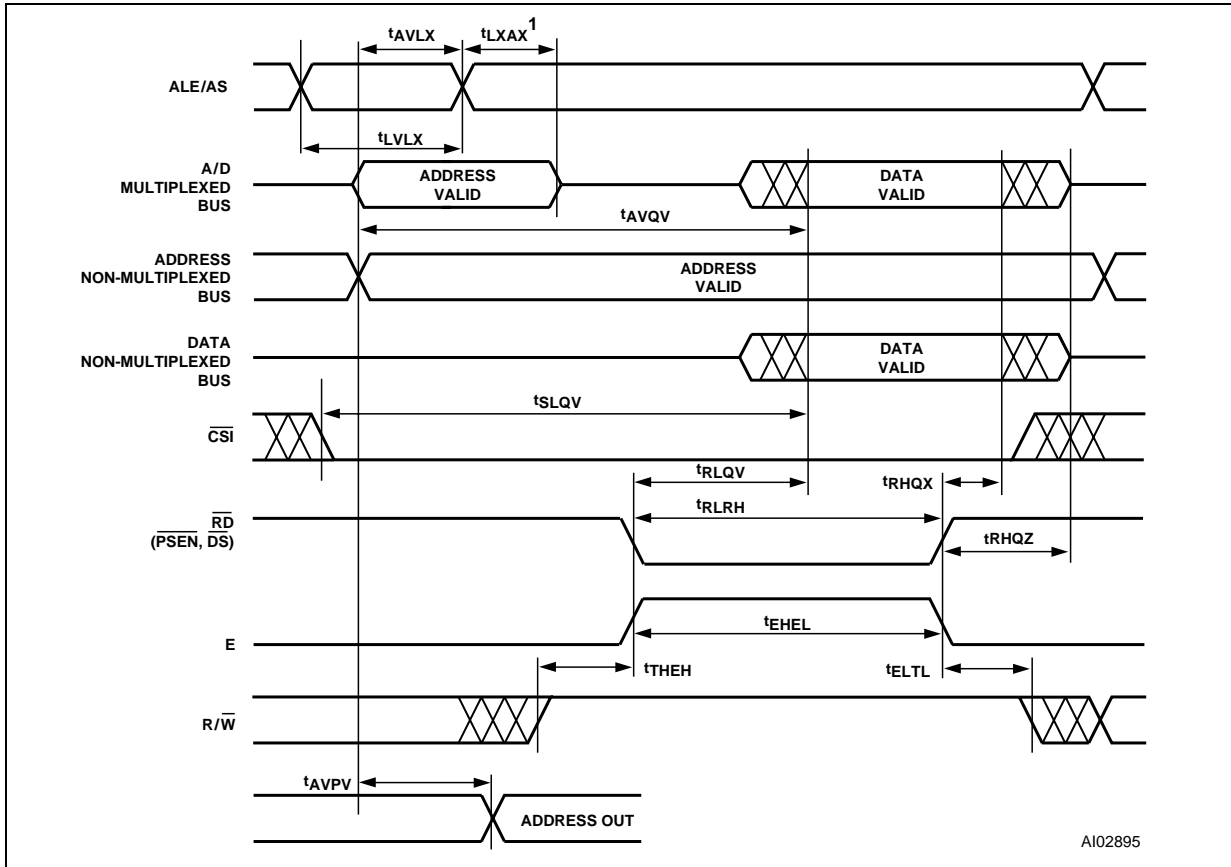 tAVLX tLXAX 1
ALE/AS
tLVLX
A/D
MULTIPLEXED
BUS
ADDRESS
VALID
DATA
VALID
tAVQV
ADDRESS
NON-MULTIPLEXED
BUS
ADDRESS
VALID
DATA
NON-MULTIPLEXED
BUS
DATA
VALID
tSLQV
CSI
tRLQV
tRHQX
tRLRH
RD
(PSEN, DS)
tRHQZ
tEHEL
E
tTHEH
tELTL
R/W
tAVPV
ADDRESS OUT
AI02895